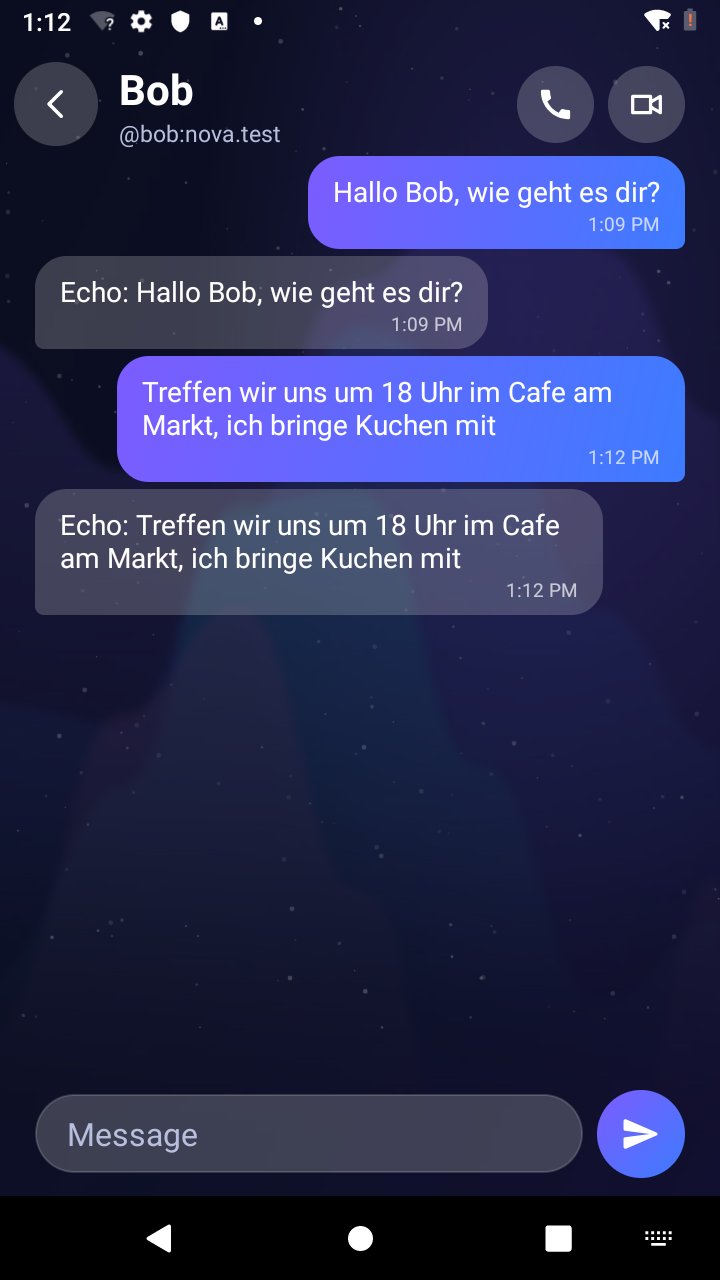 1:12
Bob
@bob:nova.test
Hallo Bob, wie geht es dir?
1:09 PM
Echo: Hallo Bob, wie geht es dir?
1:09 PM
Treffen wir uns um 18 Uhr im Cafe am
Markt, ich bringe Kuchen mit
1:12 PM
Echo: Treffen wir uns um 18 Uhr im Cafe
am Markt, ich bringe Kuchen mit
1:12 PM
Message